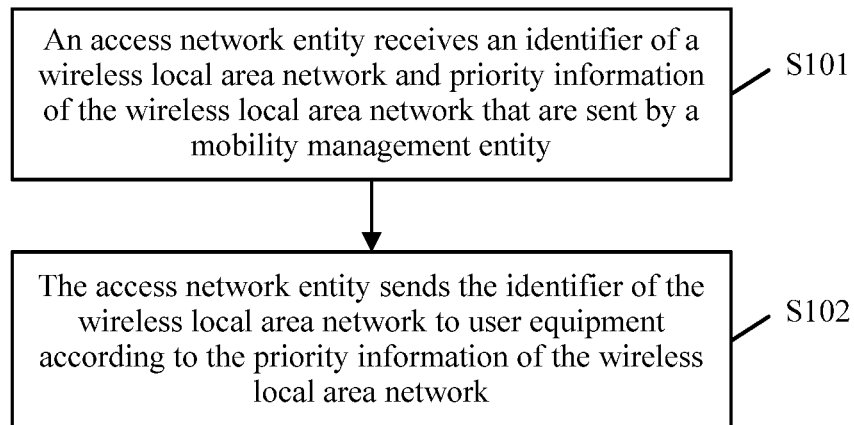 An access network entity receives an identifier of a
wireless local area network and priority information
of the wireless local area network that are sent by a
mobility management entity
S101
The access network entity sends the identifier of the
wireless local area network to user equipment
according to the priority information of the wireless
local area network
S102